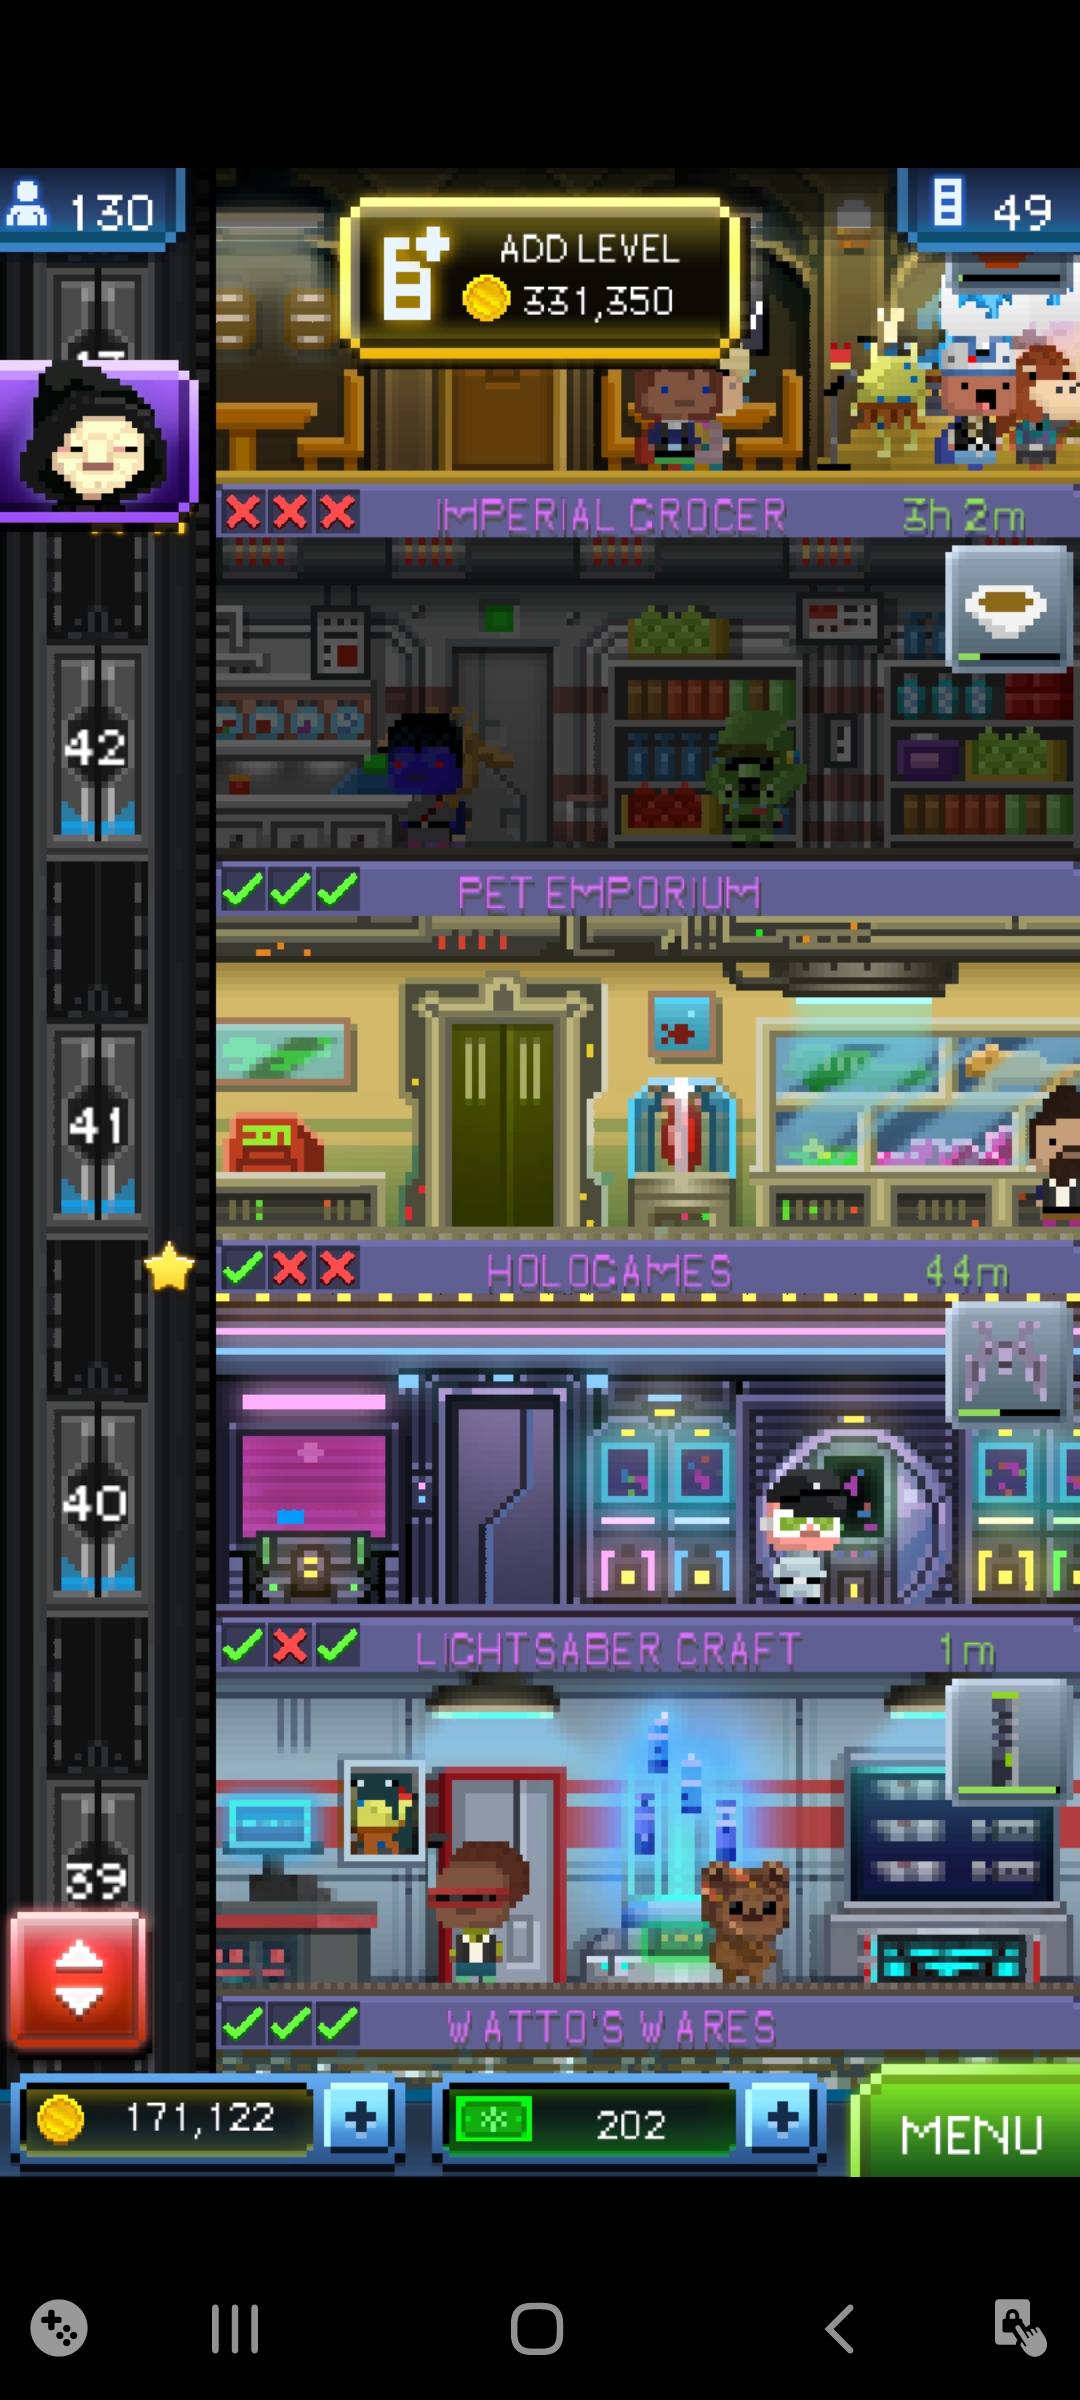 130
ADD LEVEL
331,350
49
IMPERIAL GROCER 3h 2m
42
PET EMPORIUM
41
HOLOGAMES 44m
40
LIGHTSABER CRAFT 1m
39
WATTO'S WARES
171,122
202
MENU